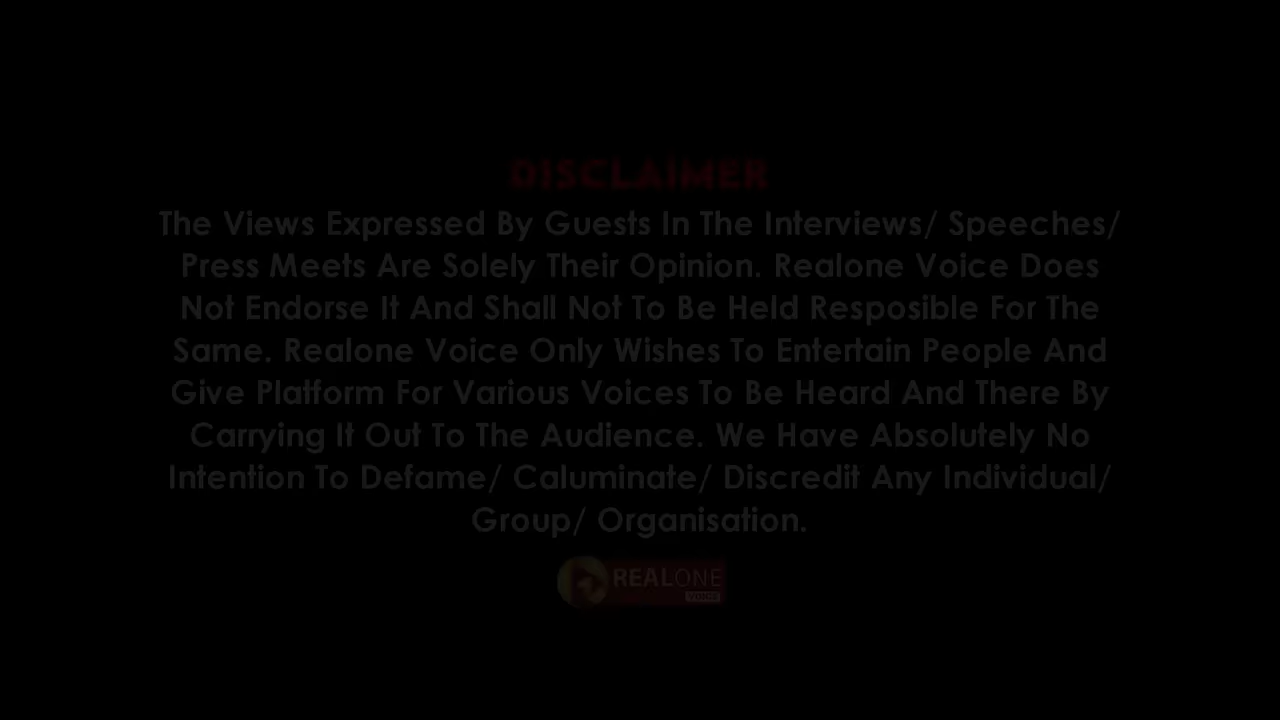 DISCLAIMER
The Views Expressed By Guests In The Interviews/ Speeches/
Press Meets Are Solely Their Opinion. Realone Voice Does
Not Endorse It And Shall Not To Be Held Resposible For The
Same. Realone Voice Only Wishes To Entertain People And
Give Platform For Various Voices To Be Heard And There By
Carrying It Out To The Audience. We Have Absolutely No
Intention To Defame/ Caluminate/ Discredit Any Individual/
Group/ Organisation.
REALONE
VOICE